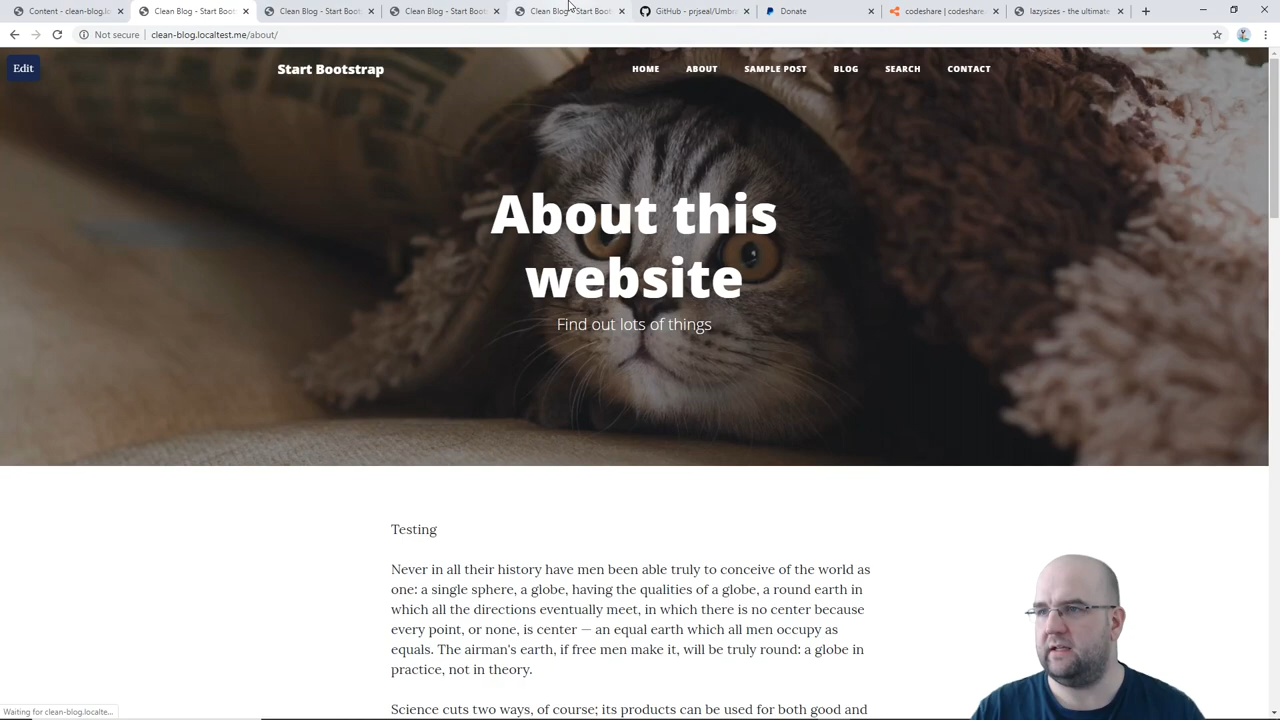 Content - clean-blog.lo
Clean Blog - Start Boot
Clean Blog - Start Boot
Clean Blog - Start Boot
Clean Blog - Start Boot
GitHub - prjseal/Umbra
Donate
codeshare | codeshare.
lazysizes - the ultimate
Not secure | clean-blog.localtest.me/about/
Edit
Start Bootstrap
HOME ABOUT SAMPLE POST BLOG SEARCH CONTACT
About this
website
Find out lots of things
Testing
Never in all their history have men been able truly to conceive of the world as
one: a single sphere, a globe, having the qualities of a globe, a round earth in
which all the directions eventually meet, in which there is no center because
every point, or none, is center — an equal earth which all men occupy as
equals. The airman's earth, if free men make it, will be truly round: a globe in
practice, not in theory.
Science cuts two ways, of course; its products can be used for both good and
Waiting for clean-blog.localte...